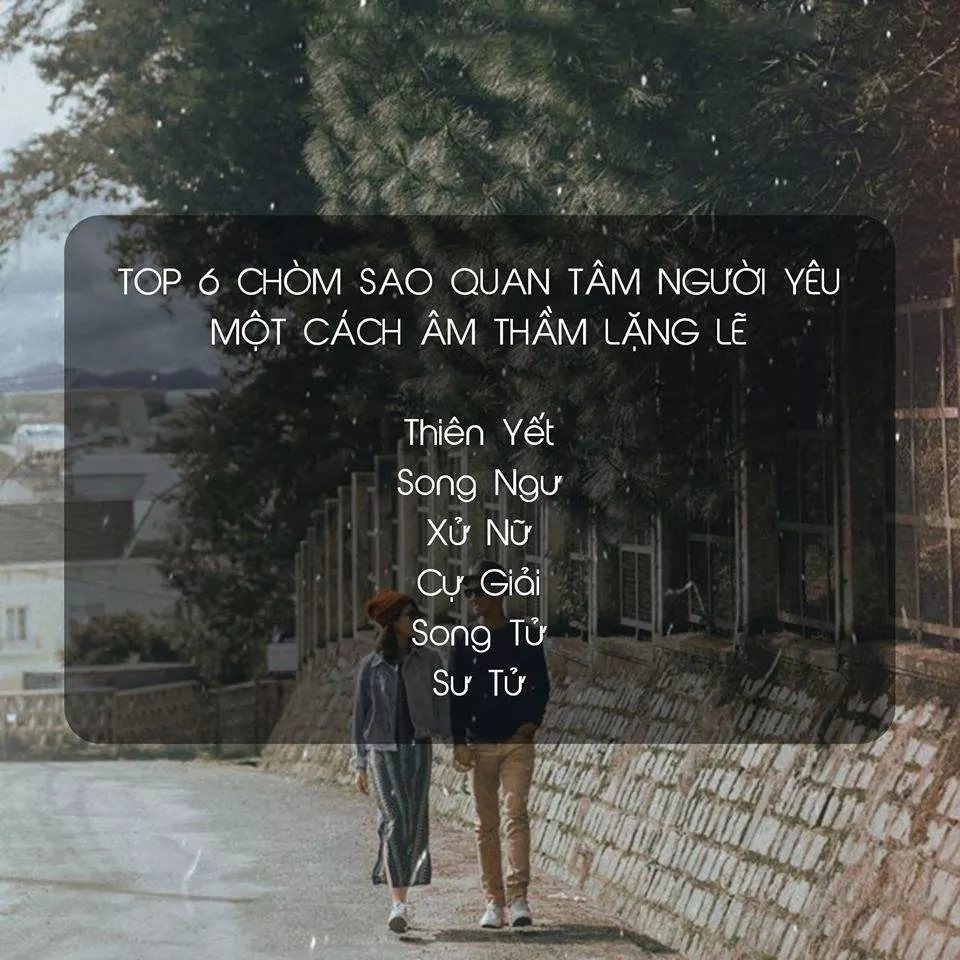 TOP 6 CHÒM SAO QUAN TÂM NGƯỜI YÊU
MỘT CÁCH ÂM THẦM LẶNG LẼ
Thiên Yết
Song Ngư
Xử Nữ
Cự Giải
Song Tử
Sư Tử